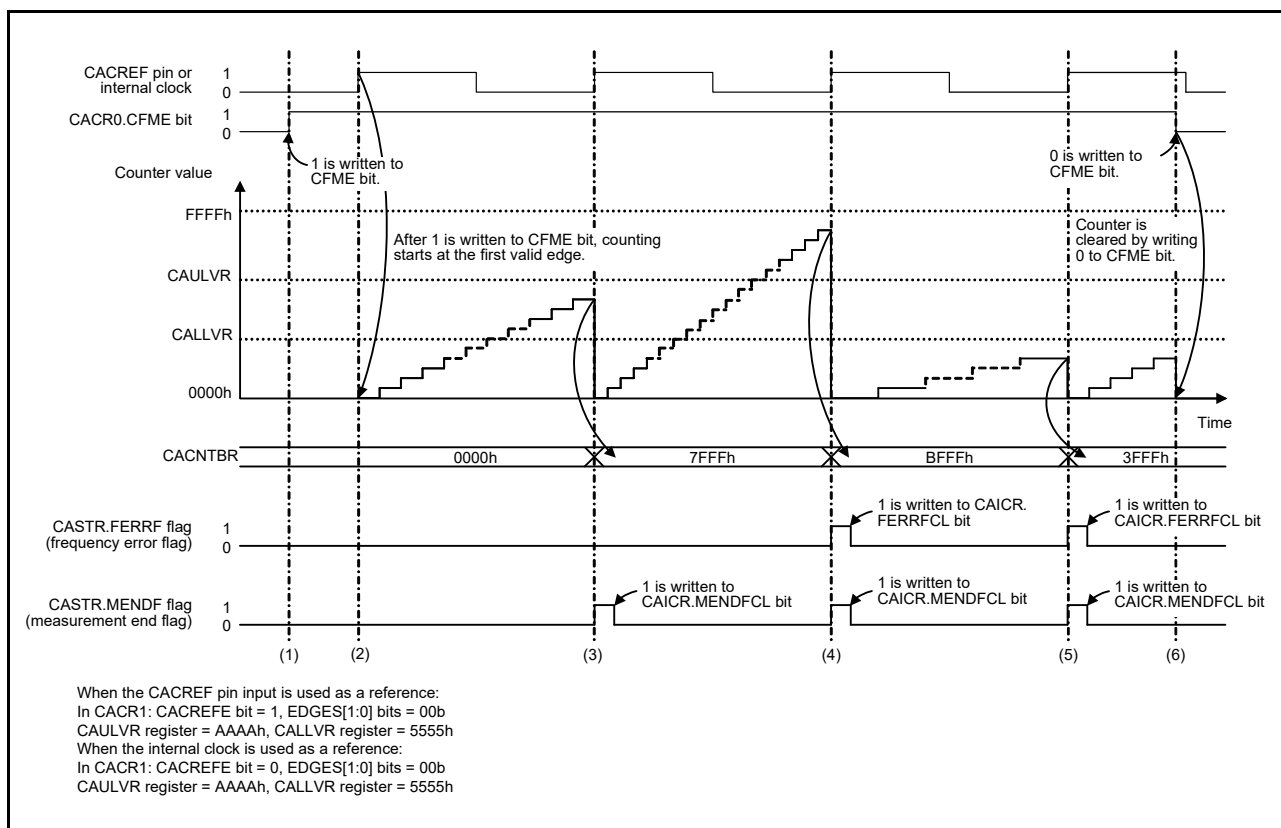 CACREF pin or
internal clock
1
0
CACR0.CFME bit
1
0
1 is written to
CFME bit.
0 is written to
CFME bit.
Counter value
FFFFh
After 1 is written to CFME bit, counting
starts at the first valid edge.
Counter is
cleared by writing
0 to CFME bit.
CAULVR
CALLVR
0000h
Time
CACNTBR
0000h
7FFFh
BFFFh
3FFFh
CASTR.FERRF flag
(frequency error flag)
1
0
1 is written to CAICR.
FERRFCL bit
1 is written to
CAICR.FERRFCL bit
CASTR.MENDF flag
(measurement end flag)
1
0
1 is written to
CAICR.MENDFCL bit
1 is written to
CAICR.MENDFCL bit
1 is written to
CAICR.MENDFCL bit
(1)
(2)
(3)
(4)
(5)
(6)
When the CACREF pin input is used as a reference:
In CACR1: CACREFE bit = 1, EDGES[1:0] bits = 00b
CAULVR register = AAAAh, CALLVR register = 5555h
When the internal clock is used as a reference:
In CACR1: CACREFE bit = 0, EDGES[1:0] bits = 00b
CAULVR register = AAAAh, CALLVR register = 5555h